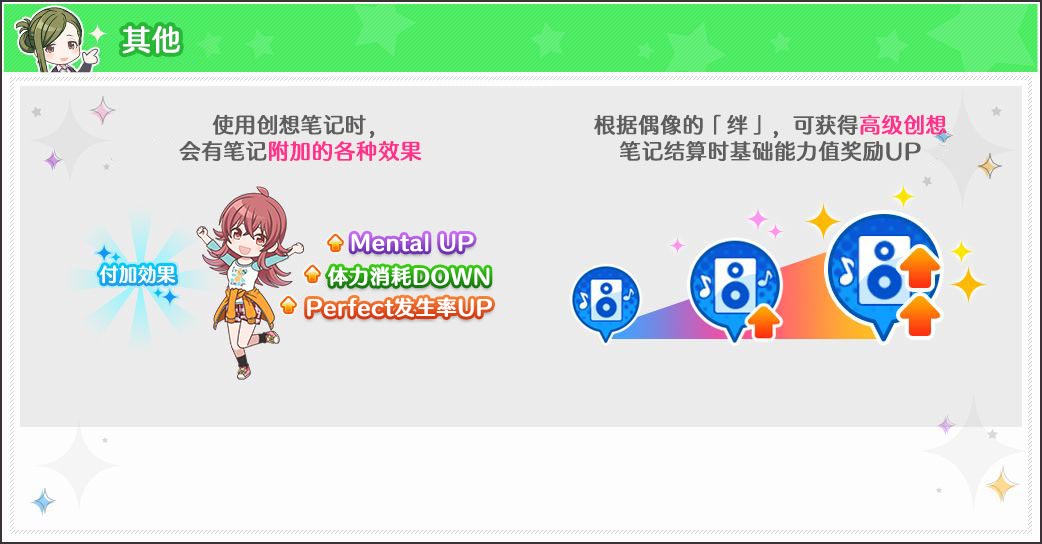 其他
使用创想笔记时，
会有笔记附加的各种效果
付加効果
Mental UP
体力消耗DOWN
Perfect发生率UP
根据偶像的「绊」，可获得高级创想
笔记结算时基础能力值奖励UP